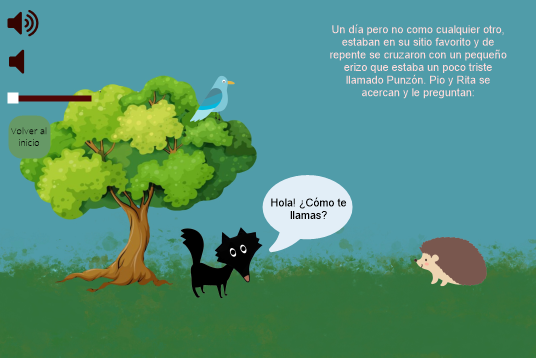 Un día pero no como cualquier otro,
estaban en su sitio favorito y de
repente se cruzaron con un pequeño
erizo que estaba un poco triste
llamado Punzón. Pio y Rita se
acercan y le preguntan:
Volver al
inicio
Hola! ¿Cómo te
llamas?